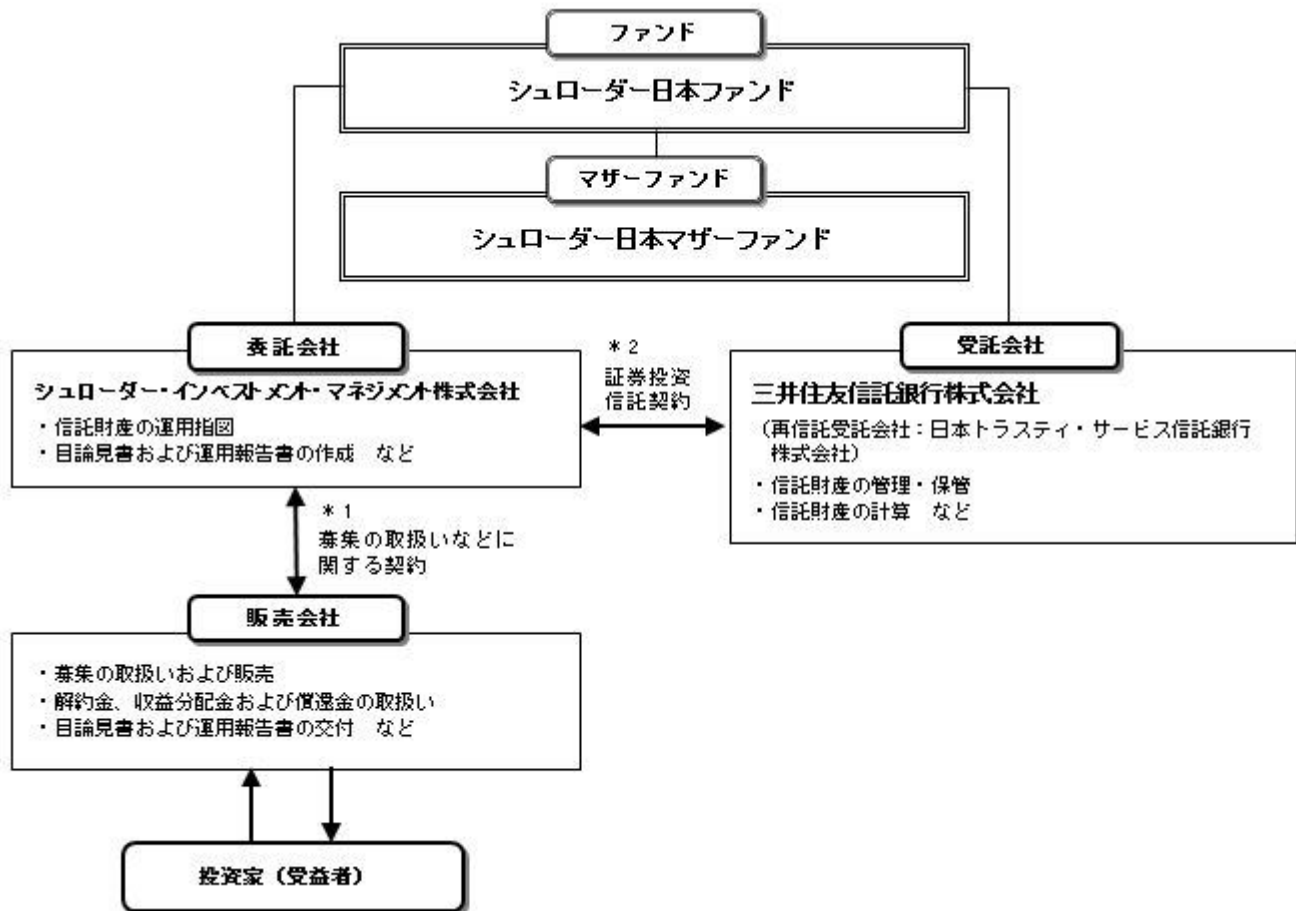 ファンド
シュローダー日本ファンド
マザーファンド
シュローダー日本マザーファンド
委託会社
シュローダー・インベストメント・マネジメント株式会社
・信託財産の運用指図
・目論見書および運用報告書の作成　など
＊2
証券投資
信託契約
受託会社
三井住友信託銀行株式会社
（再信託受託会社：日本トラスティ・サービス信託銀行
株式会社）
・信託財産の管理・保管
・信託財産の計算　など
＊1
募集の取扱いなどに
関する契約
販売会社
・募集の取扱いおよび販売
・解約金、収益分配金および償還金の取扱い
・目論見書および運用報告書の交付　など
投資家（受益者）